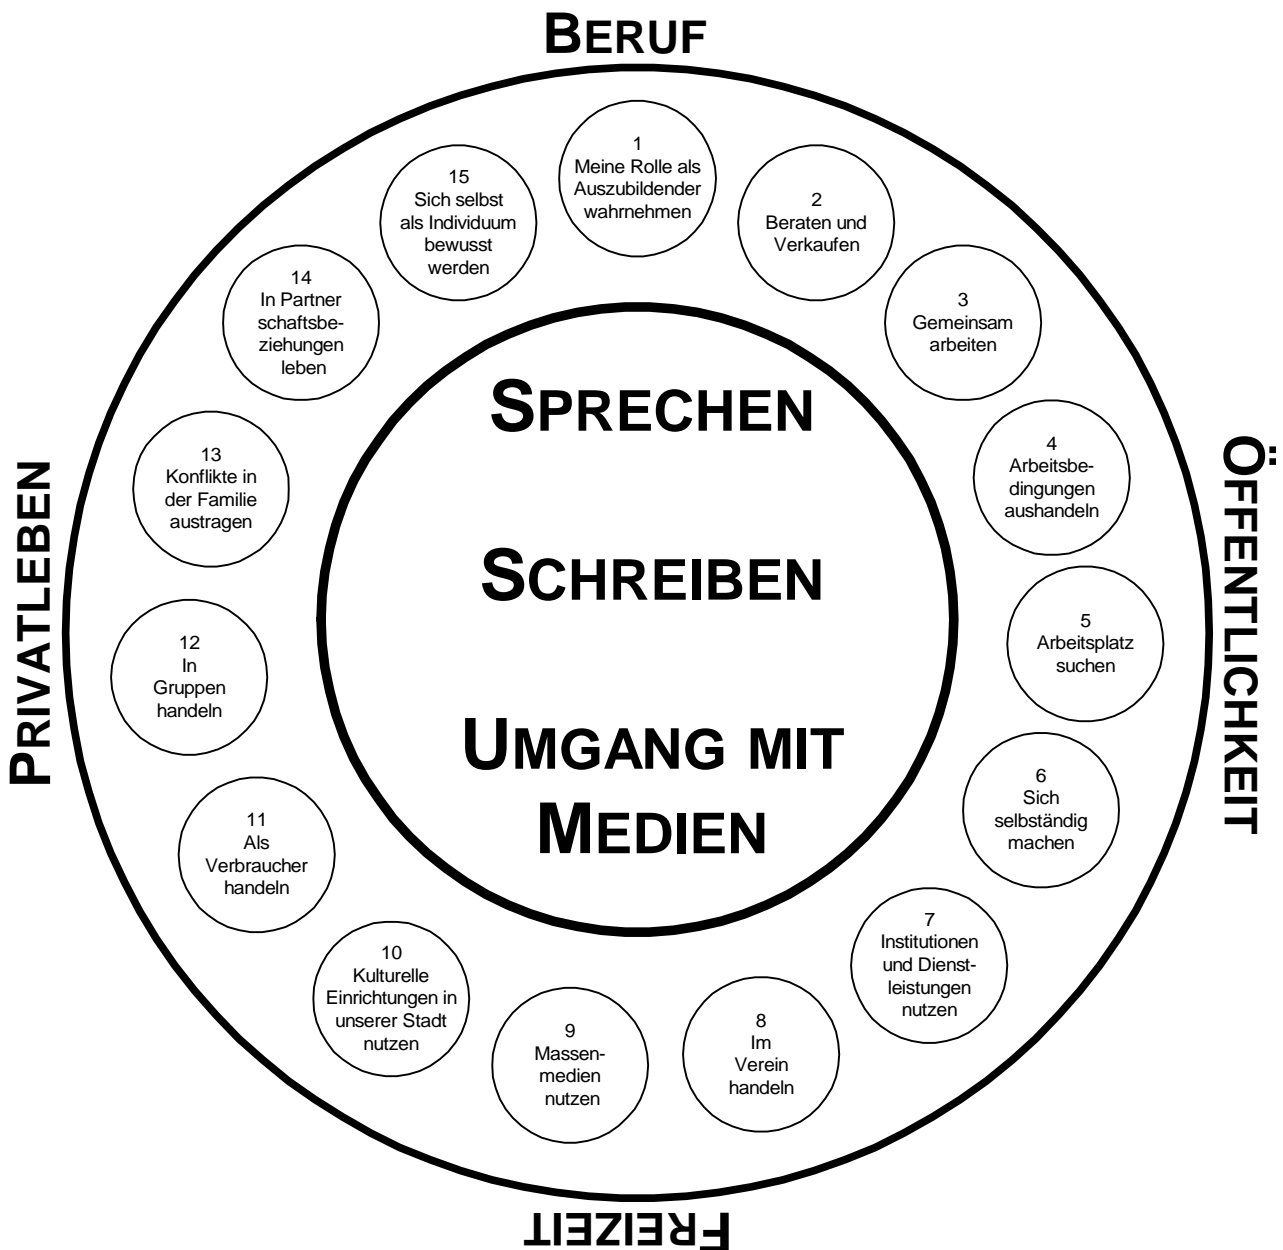 BERUF
1
Meine Rolle als
Auszubildender
wahrnehmen
2
Beraten und
Verkaufen
3
Gemeinsam
arbeiten
4
Arbeitsbe-
dingungen
aushandeln
5
Arbeitsplatz
suchen
6
Sich
selbständig
machen
7
Institutionen
und Dienst-
leistungen
nutzen
8
Im
Verein
handeln
9
Massen-
medien
nutzen
10
Kulturelle
Einrichtungen in
unserer Stadt
nutzen
11
Als
Verbraucher
handeln
12
In
Gruppen
handeln
13
Konflikte in
der Familie
austragen
14
In Partner
schaftsbe-
ziehungen
leben
15
Sich selbst
als Individuum
bewusst
werden
SPRECHEN
SCHREIBEN
UMGANG MIT
MEDIEN
ÖFFENTLICHKEIT
FREIZEIT
PRIVATLEBEN